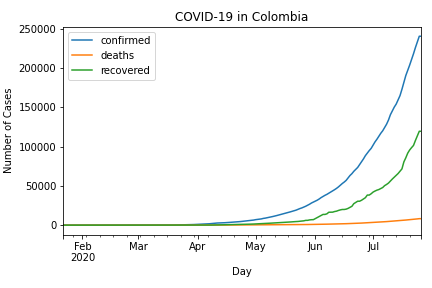 COVID-19 in Colombia
confirmed
deaths
recovered
Number of Cases
250000
200000
150000
100000
50000
0
Feb Mar Apr May Jun Jul
2020
Day